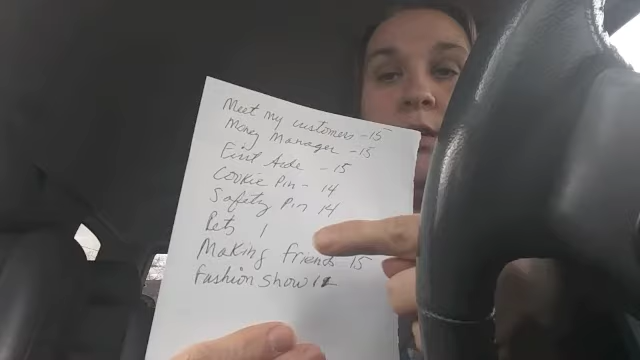 Meet my customers - 15
Money Manager - 15
First Aide - 15
Cookie Pin - 14
Safety Pin 14
Pets 1
Making friends 15
Fashion Show